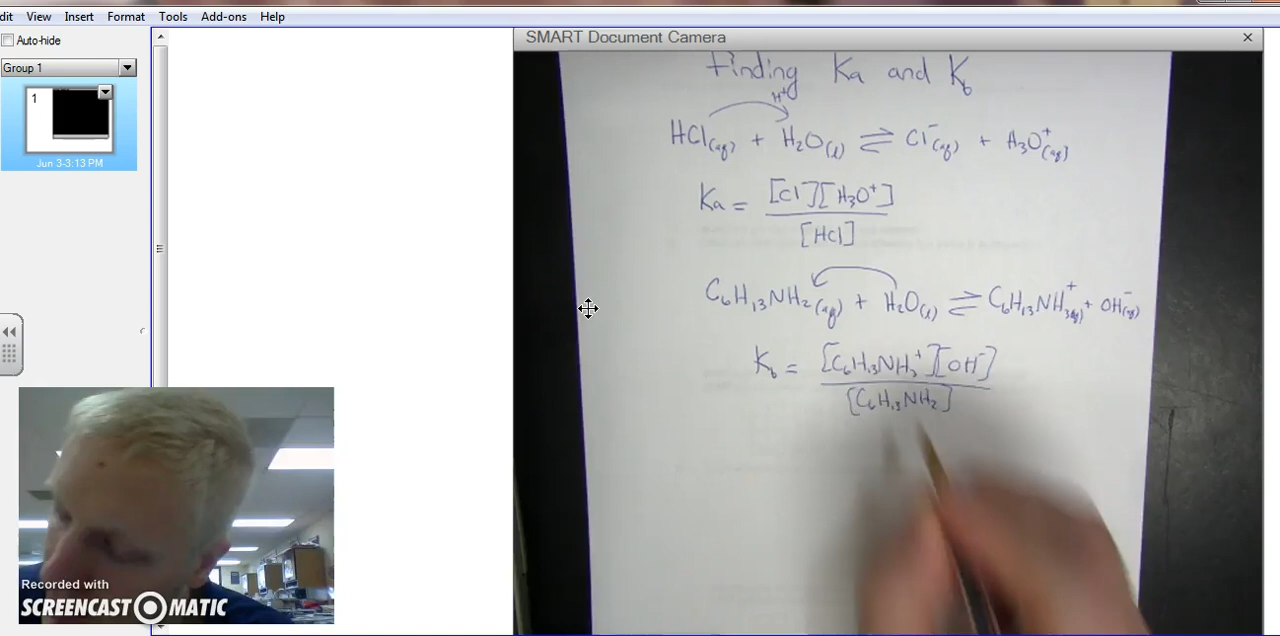 dit View Insert Format Tools Add-ons Help
Auto-hide
Group 1
1
Jun 3-3:13 PM
SMART Document Camera
Finding Ka and Kb
H+
HCl(aq) + H2O(l) ⇌ Cl-(aq) + H3O+(aq)
Ka = [Cl-][H3O+]
[HCl]
C6H13NH2(aq) + H2O(l) ⇌ C6H13NH3+(aq) + OH-(aq)
Kb = [C6H13NH3+][OH-]
[C6H13NH2]
Recorded with
SCREENCAST O MATIC